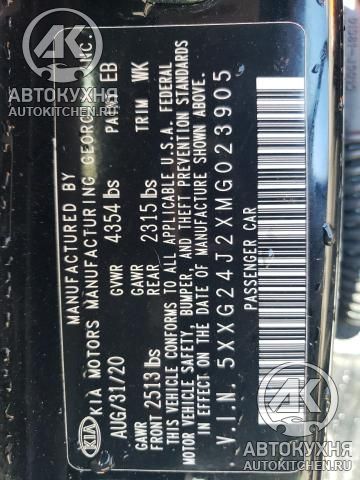 MANUFACTURED BY
KIA MOTORS MANUFACTURING GEORGIA INC.
AUG/31/20 GVWR 4354 lbs PAINT EB
GAWR FRONT 2513 lbs GAWR REAR 2315 lbs TRIM WK
THIS VEHICLE CONFORMS TO ALL APPLICABLE U.S.A. FEDERAL
MOTOR VEHICLE SAFETY, BUMPER, AND THEFT PREVENTION STANDARDS
IN EFFECT ON THE DATE OF MANUFACTURE SHOWN ABOVE.
V.I.N. 5XXG24J2XMG023905
PASSENGER CAR
KIA
АВТОКУХНЯ
AUTOKITCHEN.RU
АВТОКУХНЯ
AUTOKITCHEN.RU